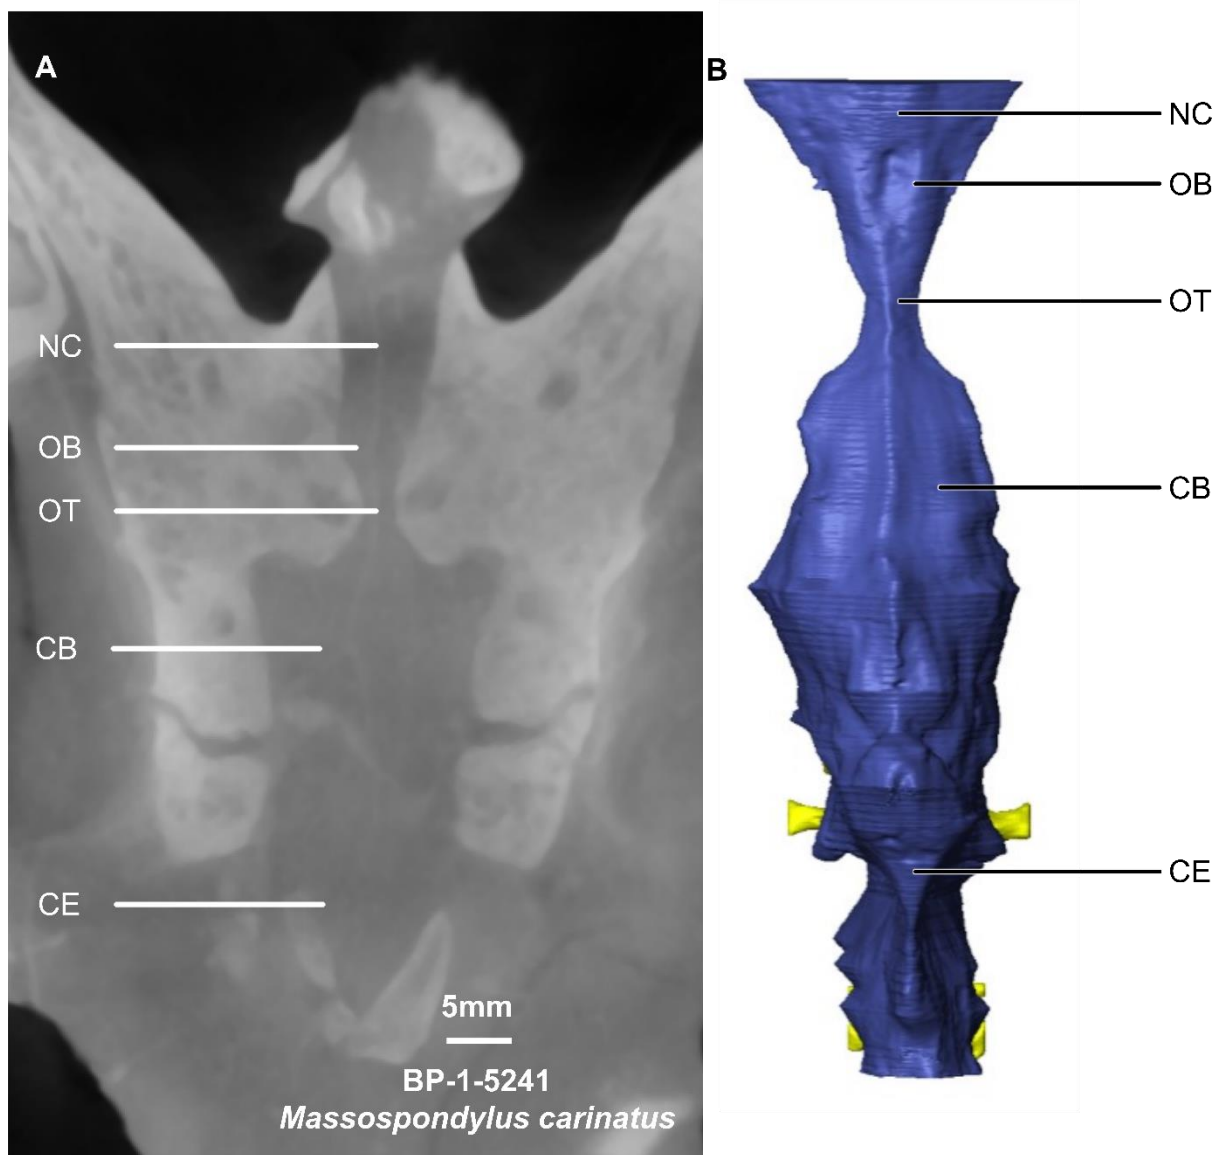 A
NC
OB
OT
CB
CE
5mm
BP-1-5241
Massospondylus carinatus
B
NC
OB
OT
CB
CE